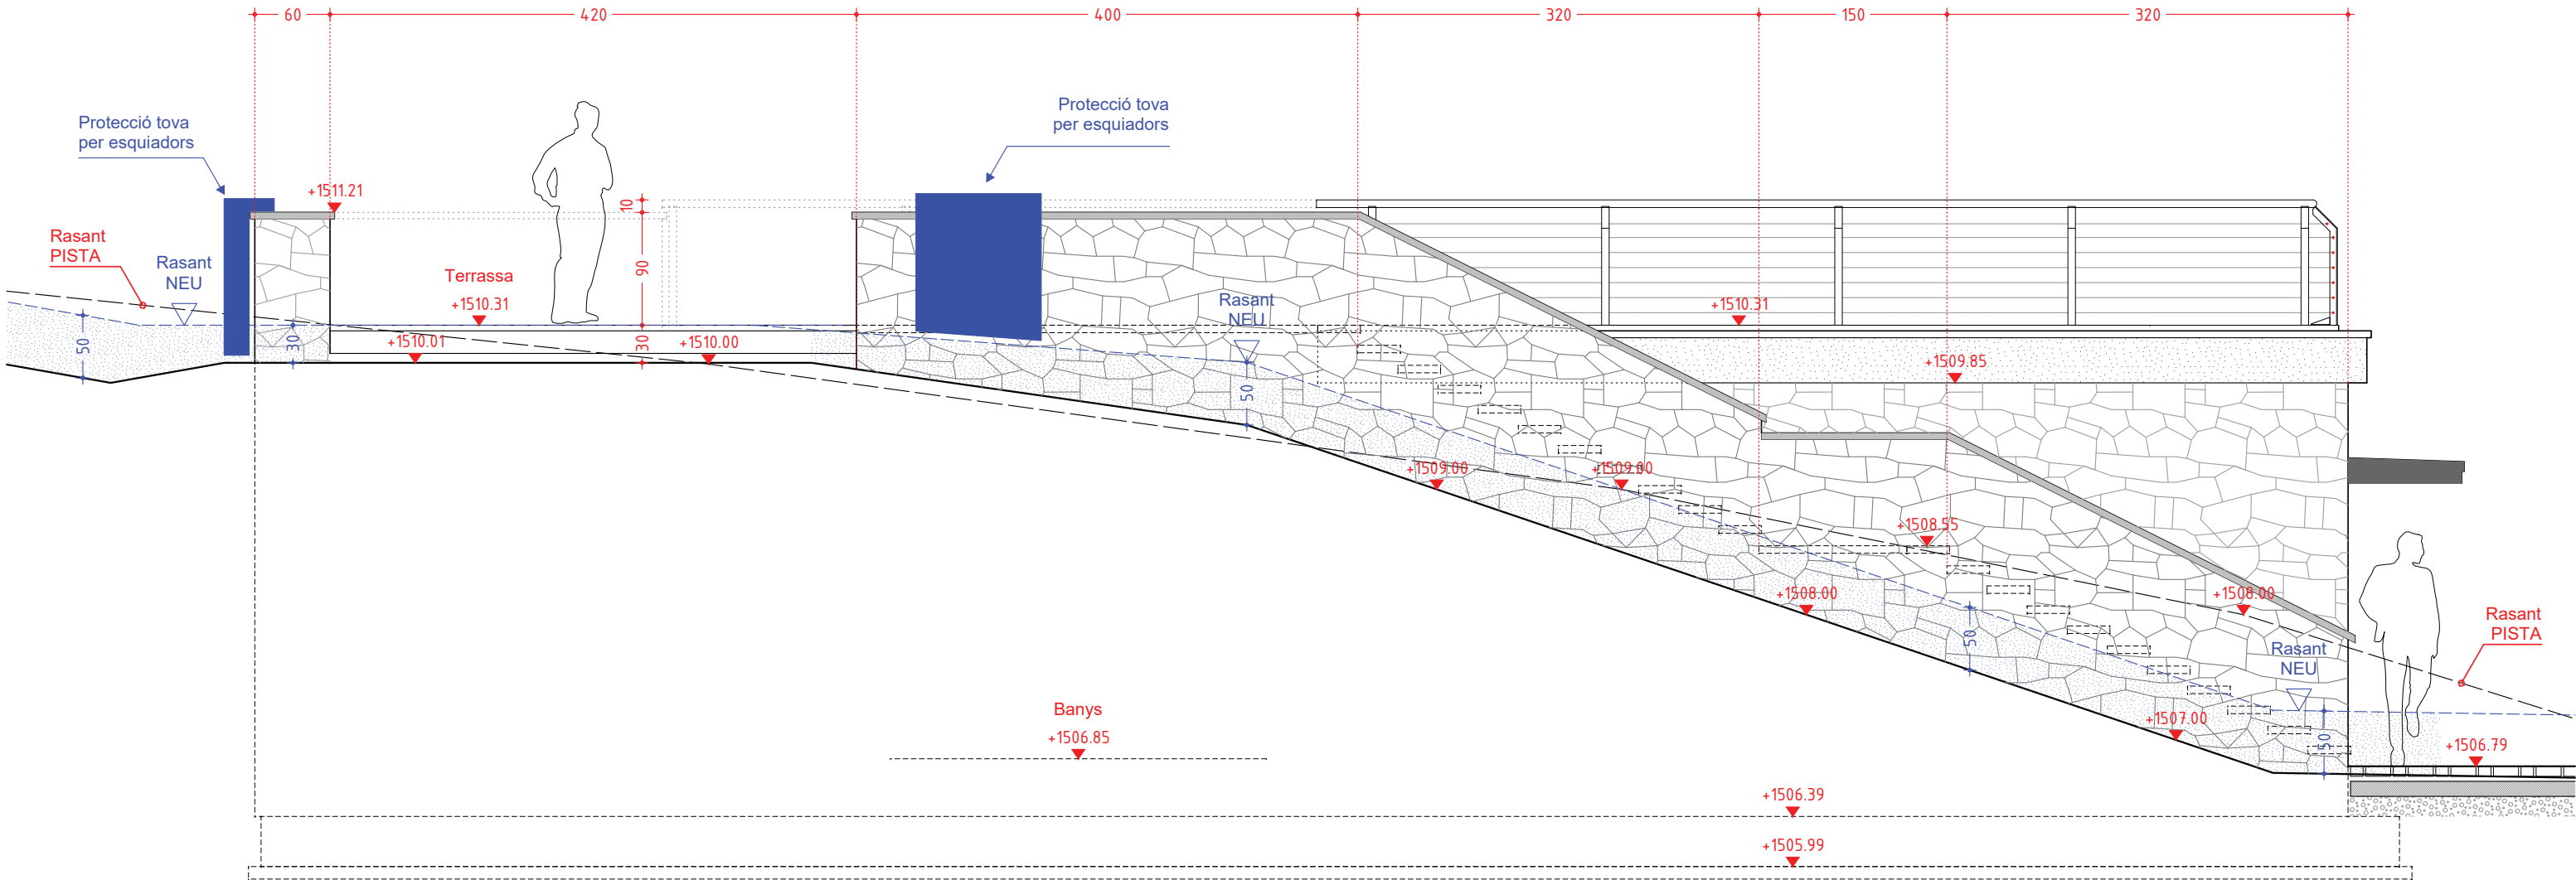 60
420
400
320
150
320
Protecció tova
per esquiadors
Protecció tova
per esquiadors
+1511.21
10
Rasant
PISTA
Rasant
NEU
Terrassa
+1510.31
90
Rasant
NEU
+1510.31
50
30
+1510.01
30
+1510.00
50
+1509.85
+1509.00
+1509.00
+1508.55
+1508.00
+1508.00
50
Rasant
PISTA
Rasant
NEU
Banys
+1506.85
+1507.00
50
+1506.79
+1506.39
+1505.99